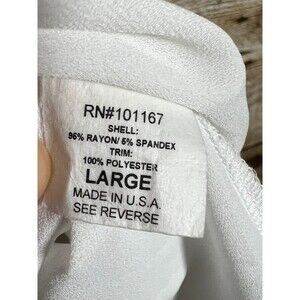 RN#101167
SHELL:
95% RAYON/ 5% SPANDEX
TRIM:
100% POLYESTER
LARGE
MADE IN U.S.A.
SEE REVERSE